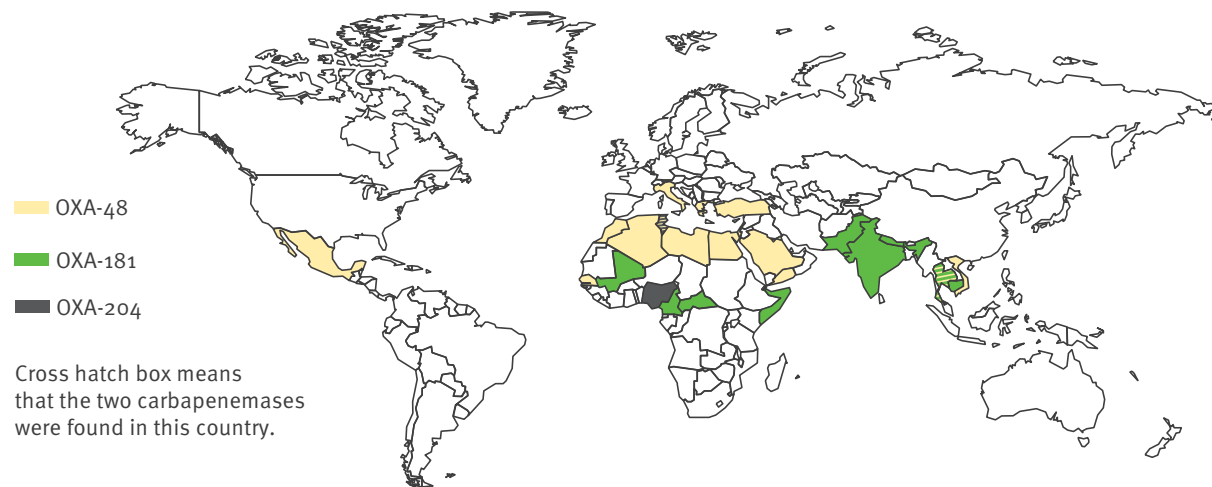 OXA-48
OXA-181
OXA-204
Cross hatch box means
that the two carbapenemases
were found in this country.